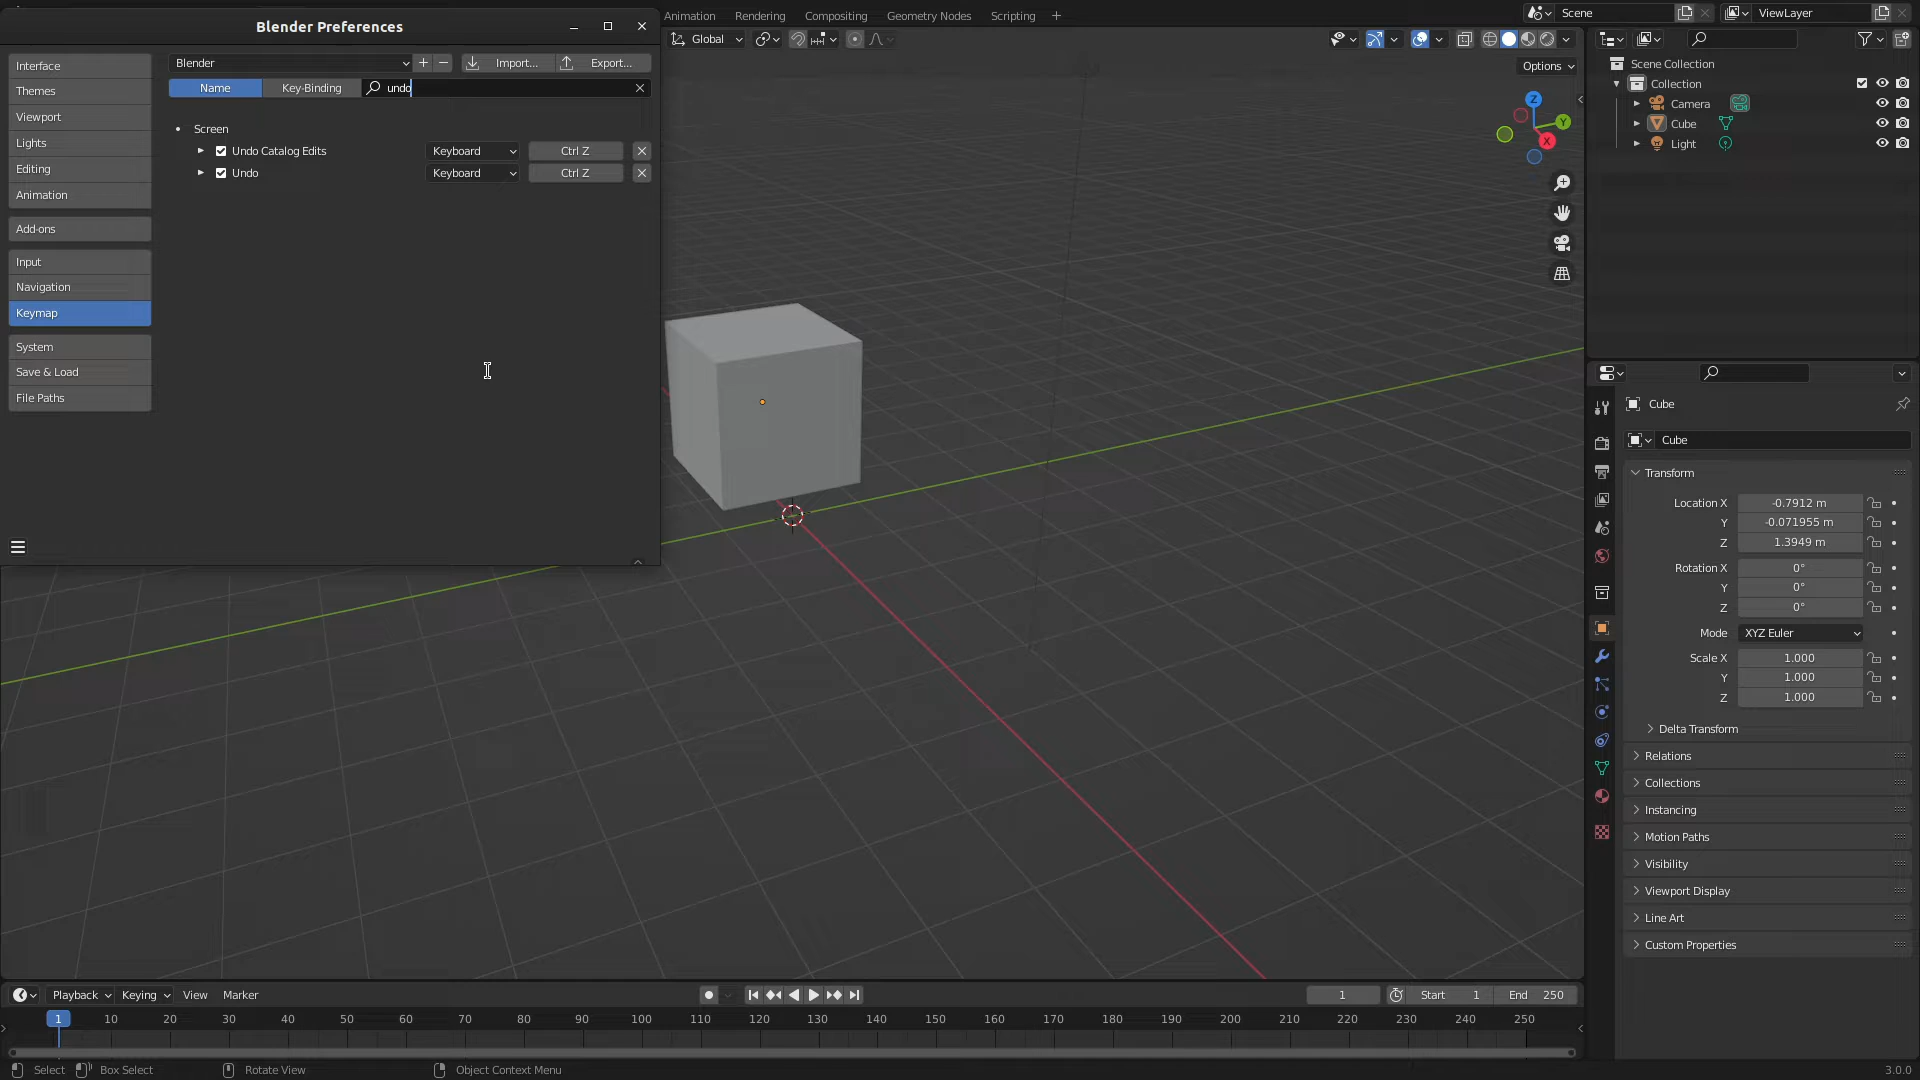 Blender Preferences
Animation Rendering Compositing Geometry Nodes Scripting
Scene ViewLayer
Global
Options
Z
Y
X
Interface
Themes
Viewport
Lights
Editing
Animation
Add-ons
Input
Navigation
Keymap
System
Save & Load
File Paths
Blender Import... Export...
Name Key-Binding undo
Screen
Undo Catalog Edits Keyboard Ctrl Z
Undo Keyboard Ctrl Z
Scene Collection
Collection
Camera
Cube
Light
Cube
Cube
Transform
Location X -0.7912 m
Y -0.071955 m
Z 1.3949 m
Rotation X 0°
Y 0°
Z 0°
Mode XYZ Euler
Scale X 1.000
Y 1.000
Z 1.000
Delta Transform
Relations
Collections
Instancing
Motion Paths
Visibility
Viewport Display
Line Art
Custom Properties
Playback Keying View Marker
1 Start 1 End 250
1 10 20 30 40 50 60 70 80 90 100 110 120 130 140 150 160 170 180 190 200 210 220 230 240 250
Select Box Select Rotate View Object Context Menu 3.0.0